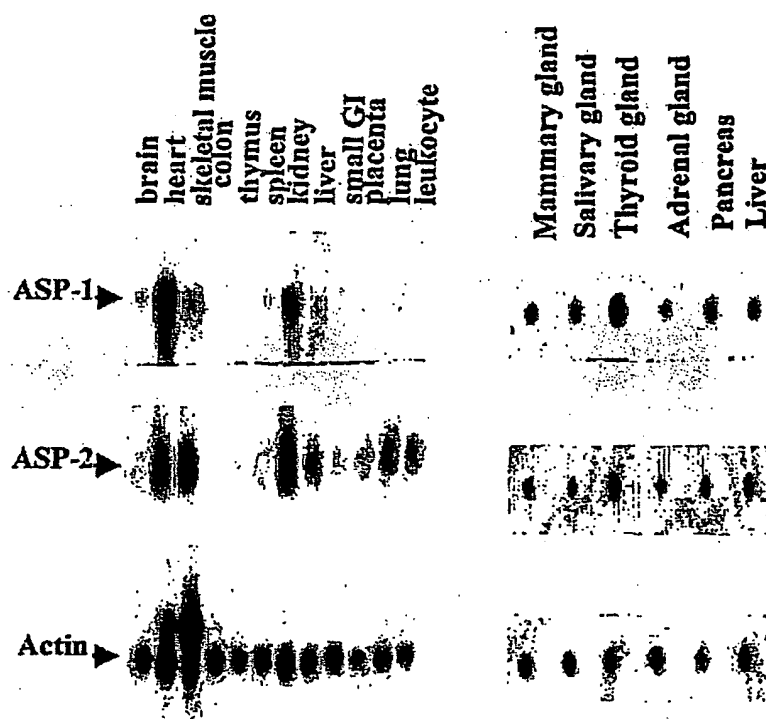 brain
heart
skeletal muscle
colon
thymus
spleen
kidney
liver
small GI
placenta
lung
leukocyte
Mammary gland
Salivary gland
Thyroid gland
Adrenal gland
Pancreas
Liver
ASP-1
ASP-2
Actin